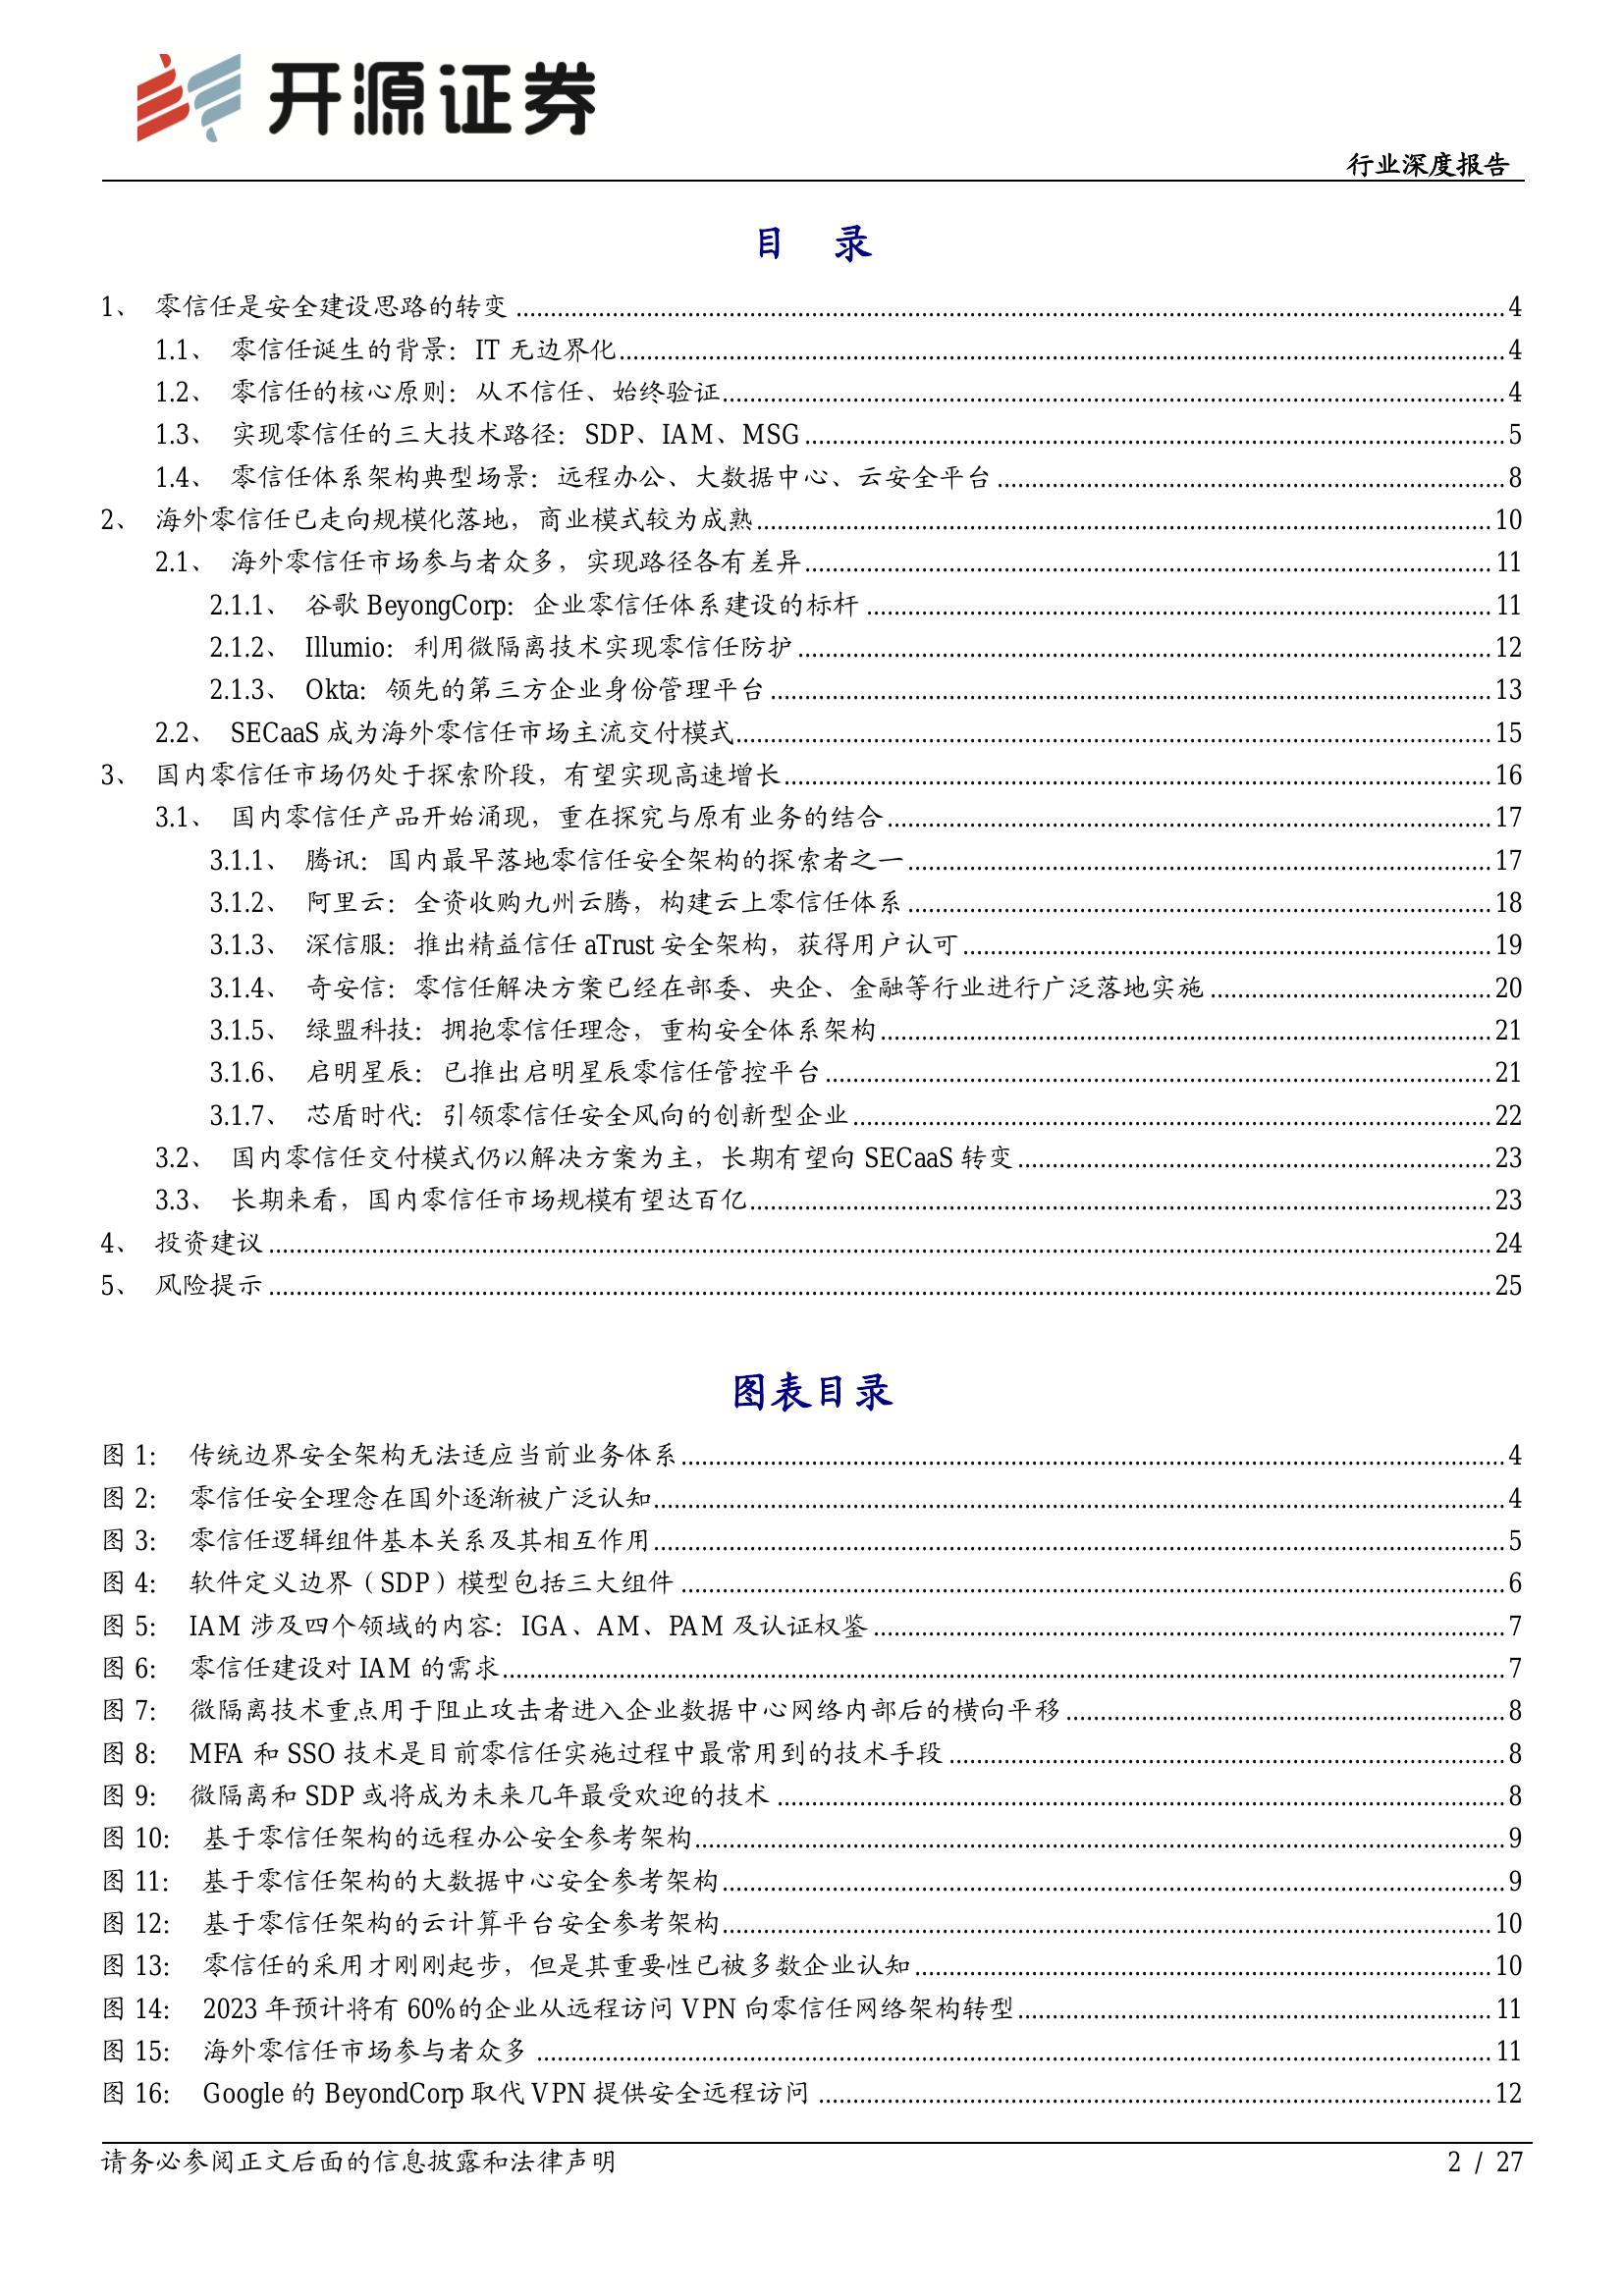 开源证券
行业深度报告
目 录
1、 零信任是安全建设思路的转变 ........ 4
1.1、 零信任诞生的背景：IT 无边界化 ........ 4
1.2、 零信任的核心原则：从不信任、始终验证 ........ 4
1.3、 实现零信任的三大技术路径：SDP、IAM、MSG ........ 5
1.4、 零信任体系架构典型场景：远程办公、大数据中心、云安全平台 ........ 8
2、 海外零信任已走向规模化落地，商业模式较为成熟 ........ 10
2.1、 海外零信任市场参与者众多，实现路径各有差异 ........ 11
2.1.1、 谷歌 BeyongCorp：企业零信任体系建设的标杆 ........ 11
2.1.2、 Illumio：利用微隔离技术实现零信任防护 ........ 12
2.1.3、 Okta：领先的第三方企业身份管理平台 ........ 13
2.2、 SECaaS 成为海外零信任市场主流交付模式 ........ 15
3、 国内零信任市场仍处于探索阶段，有望实现高速增长 ........ 16
3.1、 国内零信任产品开始涌现，重在探究与原有业务的结合 ........ 17
3.1.1、 腾讯：国内最早落地零信任安全架构的探索者之一 ........ 17
3.1.2、 阿里云：全资收购九州云腾，构建云上零信任体系 ........ 18
3.1.3、 深信服：推出精益信任 aTrust 安全架构，获得用户认可 ........ 19
3.1.4、 奇安信：零信任解决方案已经在部委、央企、金融等行业进行广泛落地实施 ........ 20
3.1.5、 绿盟科技：拥抱零信任理念，重构安全体系架构 ........ 21
3.1.6、 启明星辰：已推出启明星辰零信任管控平台 ........ 21
3.1.7、 芯盾时代：引领零信任安全风向的创新型企业 ........ 22
3.2、 国内零信任交付模式仍以解决方案为主，长期有望向 SECaaS 转变 ........ 23
3.3、 长期来看，国内零信任市场规模有望达百亿 ........ 23
4、 投资建议 ........ 24
5、 风险提示 ........ 25
图表目录
图 1： 传统边界安全架构无法适应当前业务体系 ........ 4
图 2： 零信任安全理念在国外逐渐被广泛认知 ........ 4
图 3： 零信任逻辑组件基本关系及其相互作用 ........ 5
图 4： 软件定义边界（SDP）模型包括三大组件 ........ 6
图 5： IAM 涉及四个领域的内容：IGA、AM、PAM 及认证权鉴 ........ 7
图 6： 零信任建设对 IAM 的需求 ........ 7
图 7： 微隔离技术重点用于阻止攻击者进入企业数据中心网络内部后的横向平移 ........ 8
图 8： MFA 和 SSO 技术是目前零信任实施过程中最常用到的技术手段 ........ 8
图 9： 微隔离和 SDP 或将成为未来几年最受欢迎的技术 ........ 8
图 10： 基于零信任架构的远程办公安全参考架构 ........ 9
图 11： 基于零信任架构的大数据中心安全参考架构 ........ 9
图 12： 基于零信任架构的云计算平台安全参考架构 ........ 10
图 13： 零信任的采用才刚刚起步，但是其重要性已被多数企业认知 ........ 10
图 14： 2023 年预计将有 60%的企业从远程访问 VPN 向零信任网络架构转型 ........ 11
图 15： 海外零信任市场参与者众多 ........ 11
图 16： Google 的 BeyondCorp 取代 VPN 提供安全远程访问 ........ 12
请务必参阅正文后面的信息披露和法律声明
2 / 27